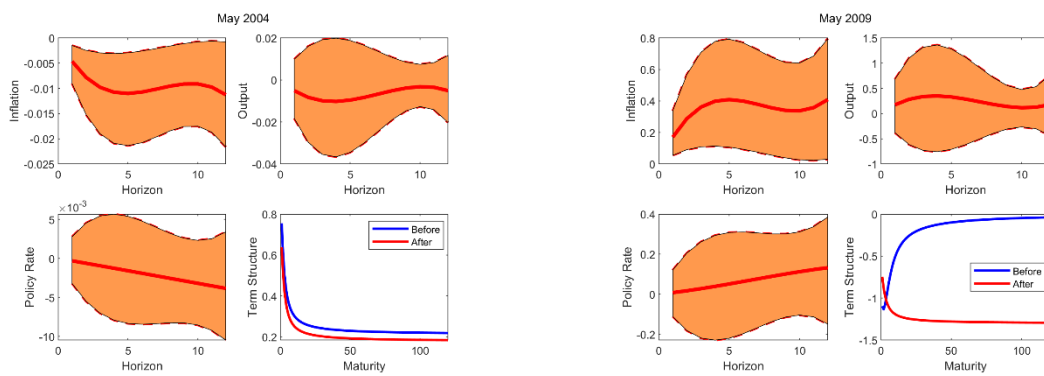 May 2004
Inflation
0
-0.005
-0.01
-0.015
-0.02
-0.025
0
5
10
Horizon
Output
0.02
0
-0.02
-0.04
0
5
10
Horizon
Policy Rate
×10⁻³
5
0
-5
-10
0
5
10
Horizon
Term Structure
0.8
0.6
0.4
0.2
0
50
100
Maturity
Before
After
May 2009
Inflation
0.8
0.6
0.4
0.2
0
0
5
10
Horizon
Output
1.5
1
0.5
0
-0.5
-1
0
5
10
Horizon
Policy Rate
0.4
0.2
0
-0.2
0
5
10
Horizon
Term Structure
0
-0.5
-1
-1.5
0
50
100
Maturity
Before
After